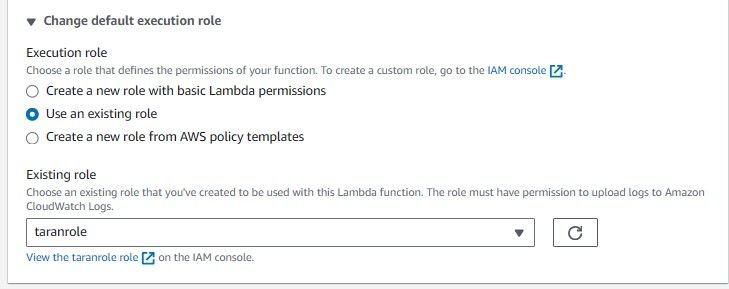 Change default execution role
Execution role
Choose a role that defines the permissions of your function. To create a custom role, go to the IAM console.
Create a new role with basic Lambda permissions
Use an existing role
Create a new role from AWS policy templates
Existing role
Choose an existing role that you've created to be used with this Lambda function. The role must have permission to upload logs to Amazon
CloudWatch Logs.
taranrole
View the taranrole role on the IAM console.